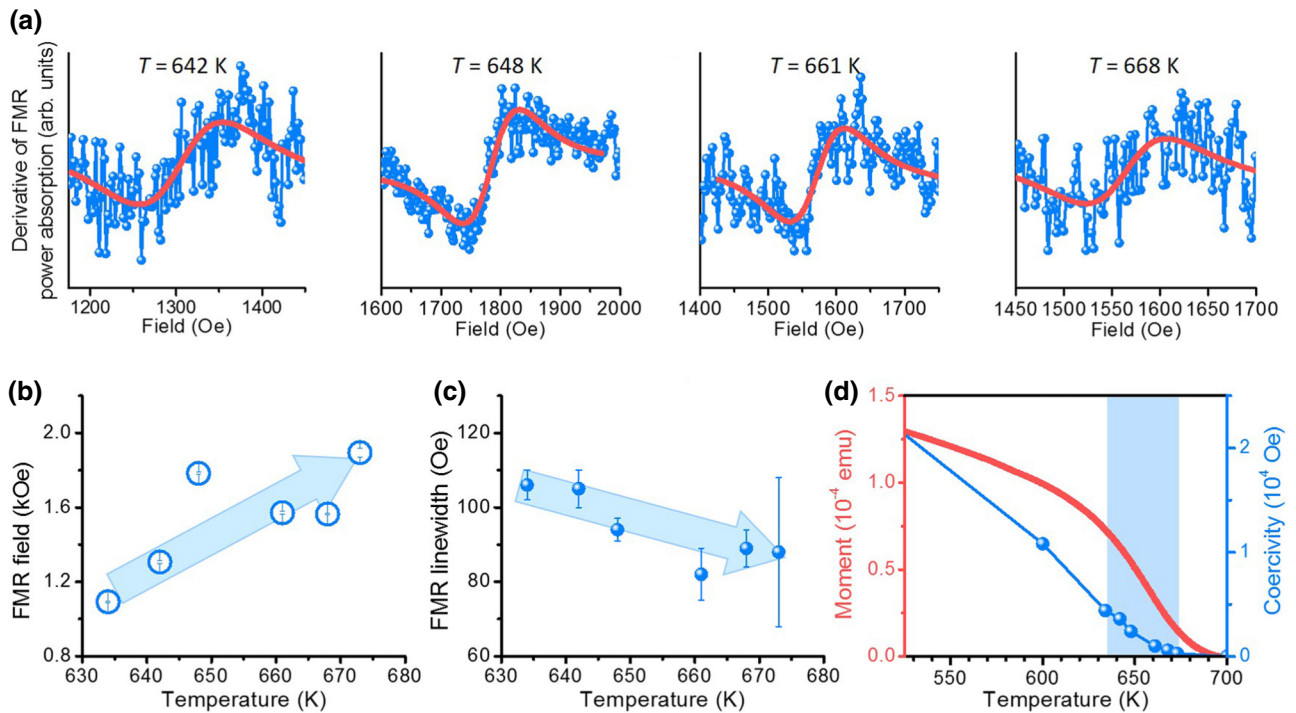 (a)
Derivative of FMR
power absorption (arb. units)
T = 642 K
T = 648 K
T = 661 K
T = 668 K
1200 1300 1400
Field (Oe)
1600 1700 1800 1900 2000
Field (Oe)
1400 1500 1600 1700
Field (Oe)
1450 1500 1550 1600 1650 1700
Field (Oe)
(b)
FMR field (kOe)
2.0
1.6
1.2
0.8
630 640 650 660 670 680
Temperature (K)
(c)
FMR linewidth (Oe)
120
100
80
60
630 640 650 660 670 680
Temperature (K)
(d)
Moment (10⁻⁴ emu)
1.5
1.0
0.5
0.0
550 600 650 700
Temperature (K)
2
1
0
Coercivity (10⁴ Oe)